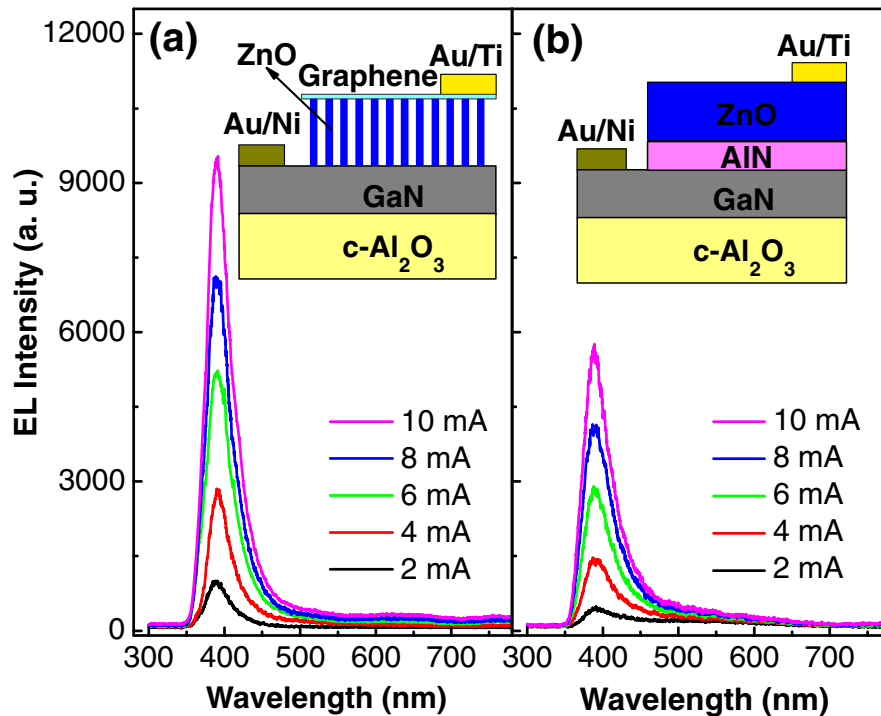 EL Intensity (a. u.)
12000
9000
6000
3000
0
(a)
ZnO
Graphene
Au/Ti
Au/Ni
GaN
c-Al₂O₃
10 mA
8 mA
6 mA
4 mA
2 mA
300 400 500 600 700
Wavelength (nm)
(b)
Au/Ti
ZnO
Au/Ni
AlN
GaN
c-Al₂O₃
10 mA
8 mA
6 mA
4 mA
2 mA
300 400 500 600 700
Wavelength (nm)